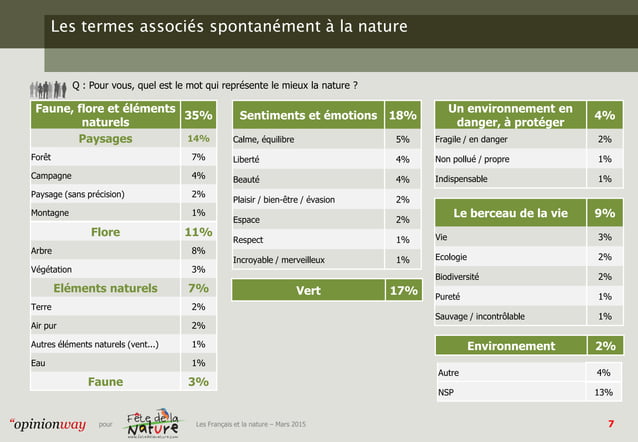 Les termes associés spontanément à la nature
Q : Pour vous, quel est le mot qui représente le mieux la nature ?
Faune, flore et éléments naturels 35%
Paysages 14%
Forêt 7%
Campagne 4%
Paysage (sans précision) 2%
Montagne 1%
Flore 11%
Arbre 8%
Végétation 3%
Eléments naturels 7%
Terre 2%
Air pur 2%
Autres éléments naturels (vent...) 1%
Eau 1%
Faune 3%
Sentiments et émotions 18%
Calme, équilibre 5%
Liberté 4%
Beauté 4%
Plaisir / bien-être / évasion 2%
Espace 2%
Respect 1%
Incroyable / merveilleux 1%
Vert 17%
Un environnement en danger, à protéger 4%
Fragile / en danger 2%
Non pollué / propre 1%
Indispensable 1%
Le berceau de la vie 9%
Vie 3%
Ecologie 2%
Biodiversité 2%
Pureté 1%
Sauvage / incontrôlable 1%
Environnement 2%
Autre 4%
NSP 13%
“opinionway
pour
Fête de la
Nature
www.fetedelanature.com
Les Français et la nature – Mars 2015
7